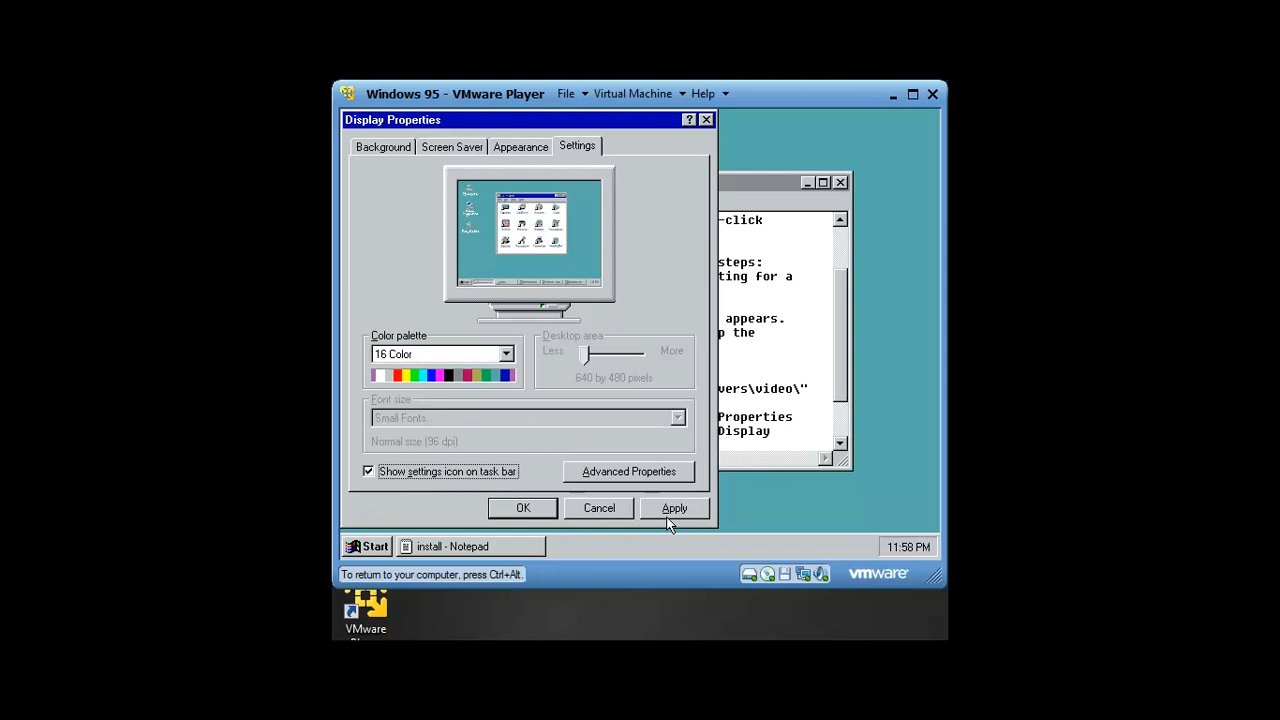 Windows 95 - VMware Player File Virtual Machine Help
Display Properties
Background Screen Saver Appearance Settings
Color palette
16 Color
Desktop area
Less More
640 by 480 pixels
Font size
Small Fonts
Normal size (96 dpi)
Show settings icon on task bar
Advanced Properties
OK Cancel Apply
-click
steps:
ting for a
appears.
p the
vers\video\"
Properties
Display
Start install - Notepad 11:58 PM
To return to your computer, press Ctrl+Alt. vmware
VMware